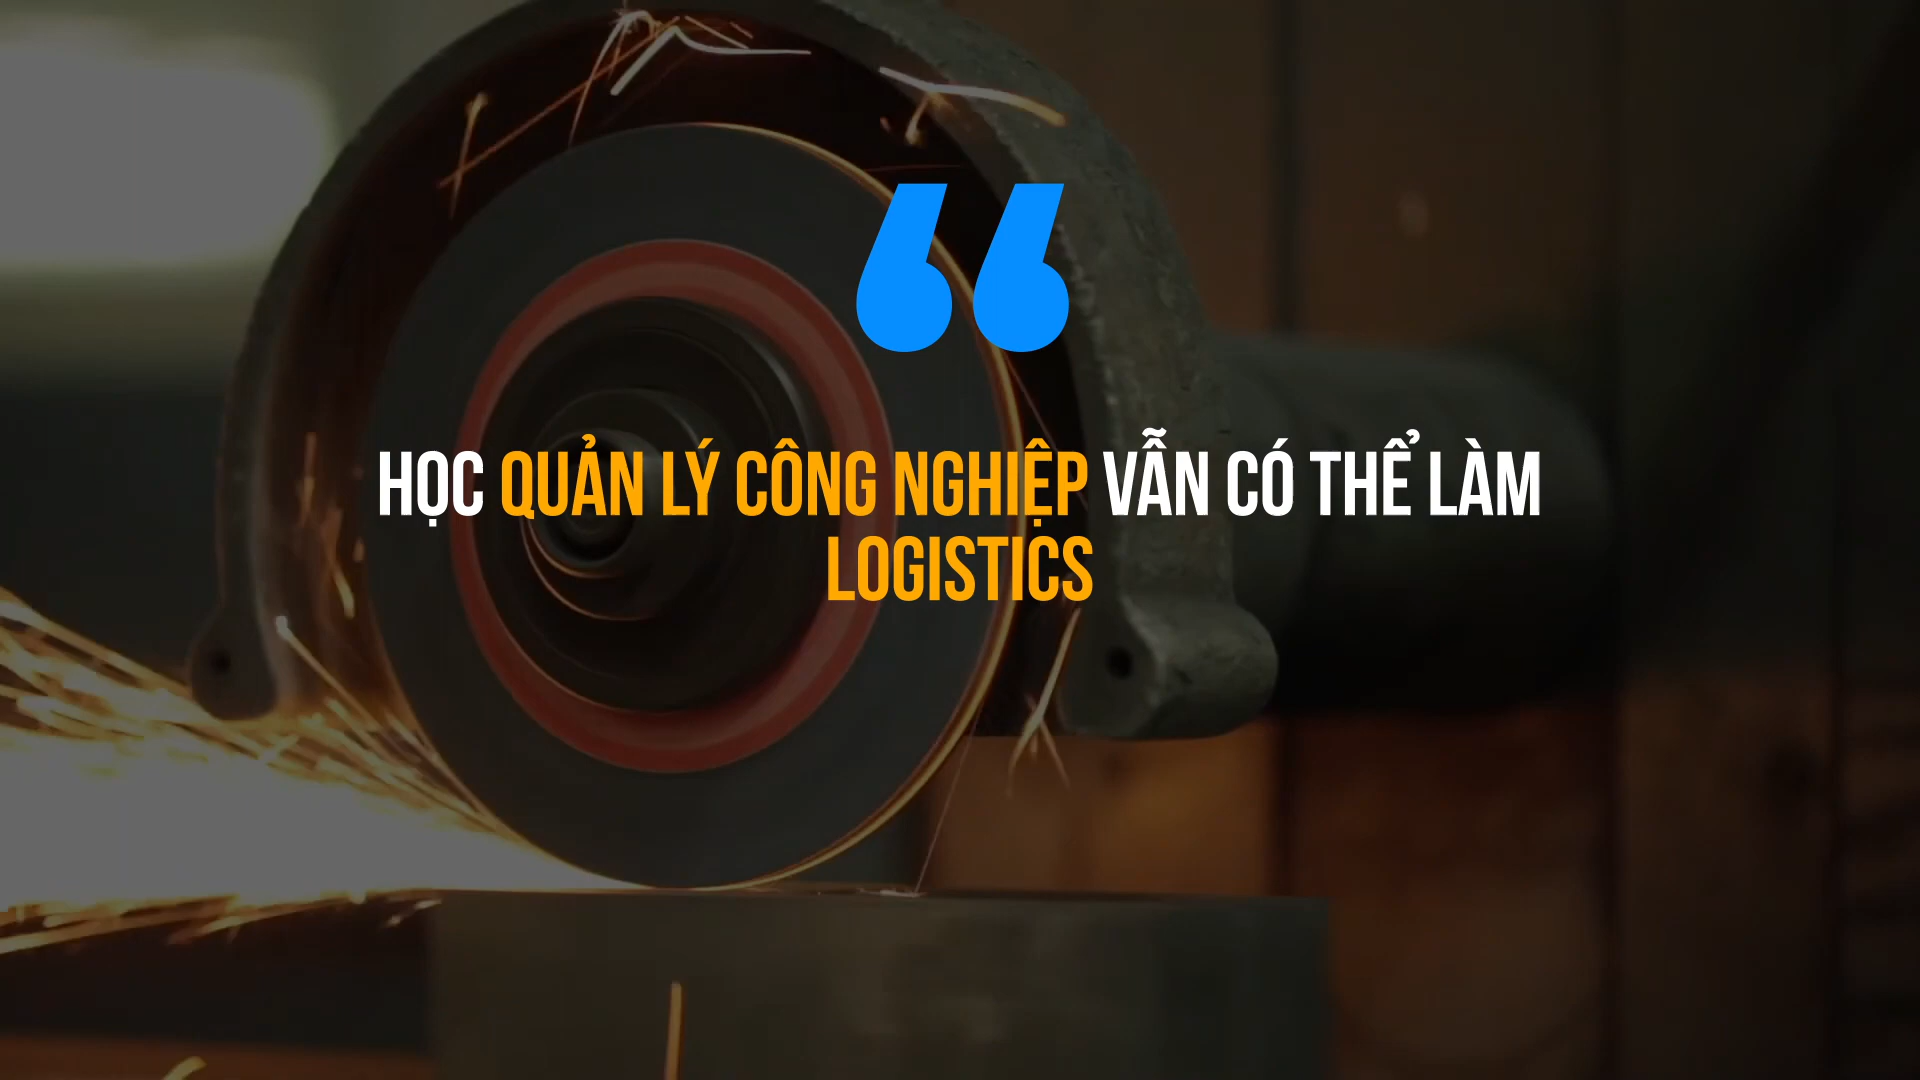 “
HỌC QUẢN LÝ CÔNG NGHIỆP VẪN CÓ THỂ LÀM
LOGISTICS